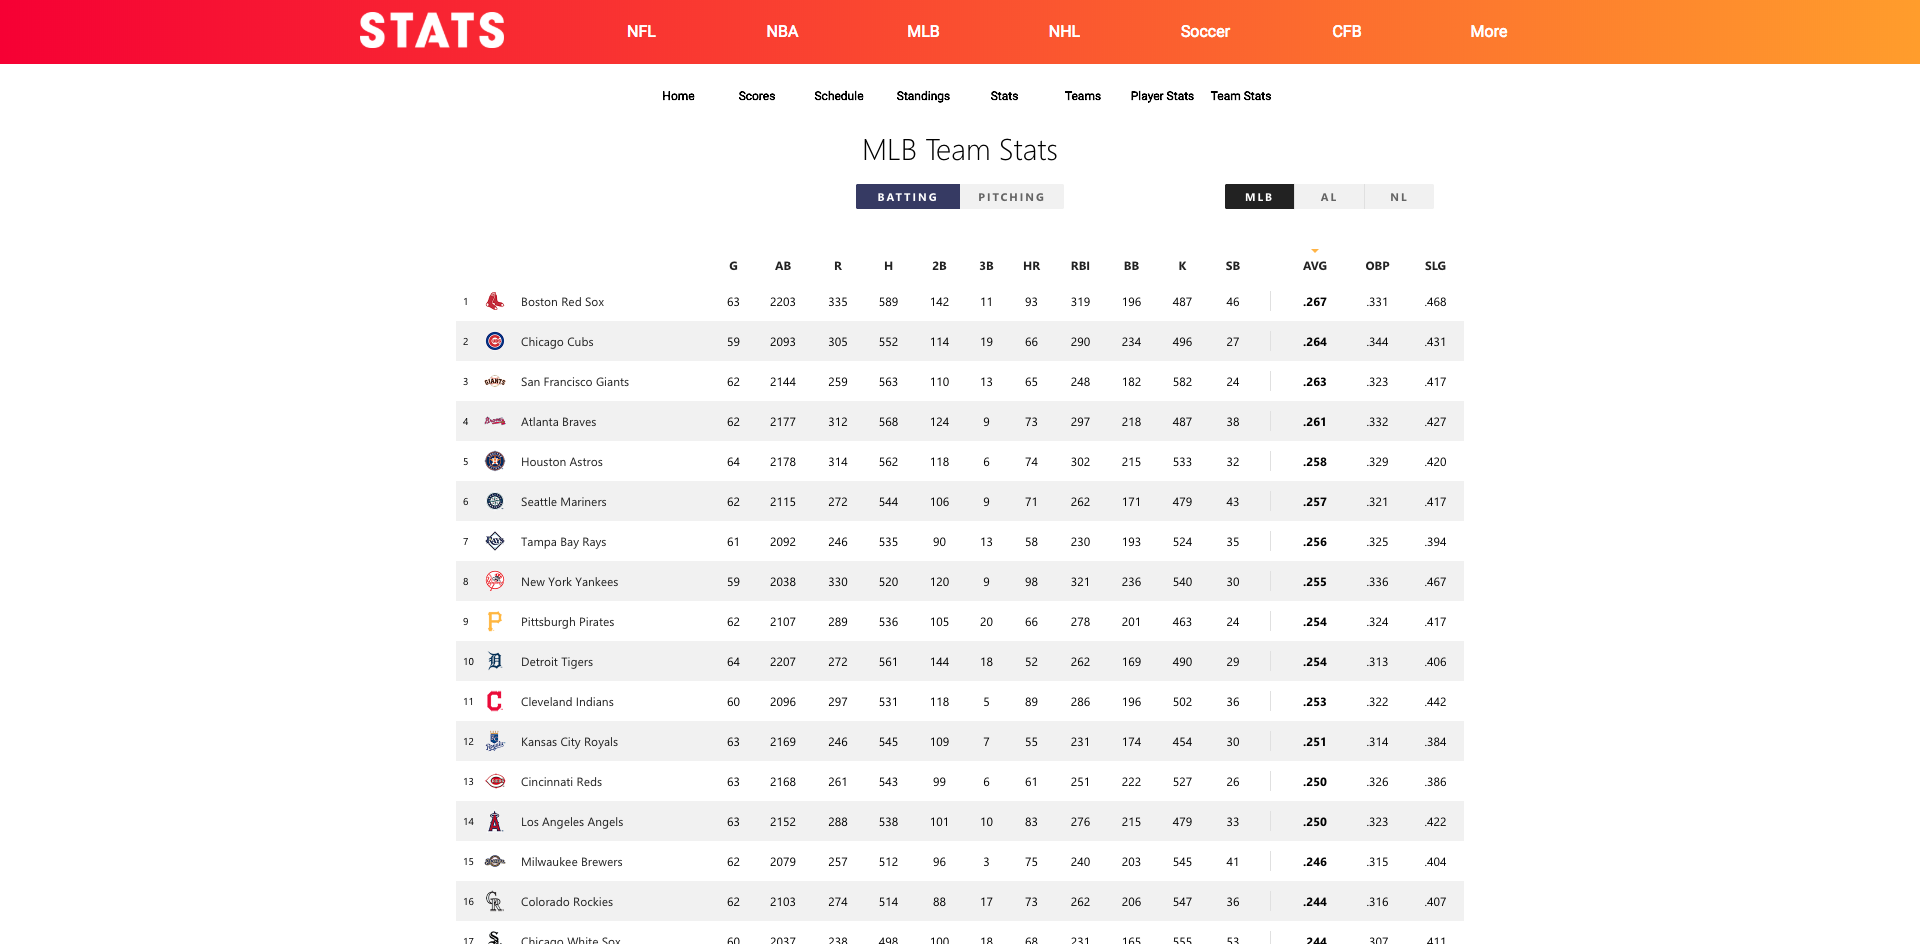 STATS NFL NBA MLB NHL Soccer CFB More
Home Scores Schedule Standings Stats Teams Player Stats Team Stats
MLB Team Stats
BATTING PITCHING MLB AL NL
G AB R H 2B 3B HR RBI BB K SB AVG OBP SLG
1 Boston Red Sox 63 2203 335 589 142 11 93 319 196 487 46 .267 .331 .468
2 Chicago Cubs 59 2093 305 552 114 19 66 290 234 496 27 .264 .344 .431
3 GIANTS San Francisco Giants 62 2144 259 563 110 13 65 248 182 582 24 .263 .323 .417
4 Braves Atlanta Braves 62 2177 312 568 124 9 73 297 218 487 38 .261 .332 .427
5 Houston Astros 64 2178 314 562 118 6 74 302 215 533 32 .258 .329 .420
6 Seattle Mariners 62 2115 272 544 106 9 71 262 171 479 43 .257 .321 .417
7 RAYS Tampa Bay Rays 61 2092 246 535 90 13 58 230 193 524 35 .256 .325 .394
8 New York Yankees 59 2038 330 520 120 9 98 321 236 540 30 .255 .336 .467
9 P Pittsburgh Pirates 62 2107 289 536 105 20 66 278 201 463 24 .254 .324 .417
10 D Detroit Tigers 64 2207 272 561 144 18 52 262 169 490 29 .254 .313 .406
11 C Cleveland Indians 60 2096 297 531 118 5 89 286 196 502 36 .253 .322 .442
12 Royals Kansas City Royals 63 2169 246 545 109 7 55 231 174 454 30 .251 .314 .384
13 Cincinnati Reds 63 2168 261 543 99 6 61 251 222 527 26 .250 .326 .386
14 A Los Angeles Angels 63 2152 288 538 101 10 83 276 215 479 33 .250 .323 .422
15 Milwaukee Brewers 62 2079 257 512 96 3 75 240 203 545 41 .246 .315 .404
16 CR Colorado Rockies 62 2103 274 514 88 17 73 262 206 547 36 .244 .316 .407
17 Chicago White Sox 60 2037 238 498 100 18 68 231 165 555 53 .244 .307 .411